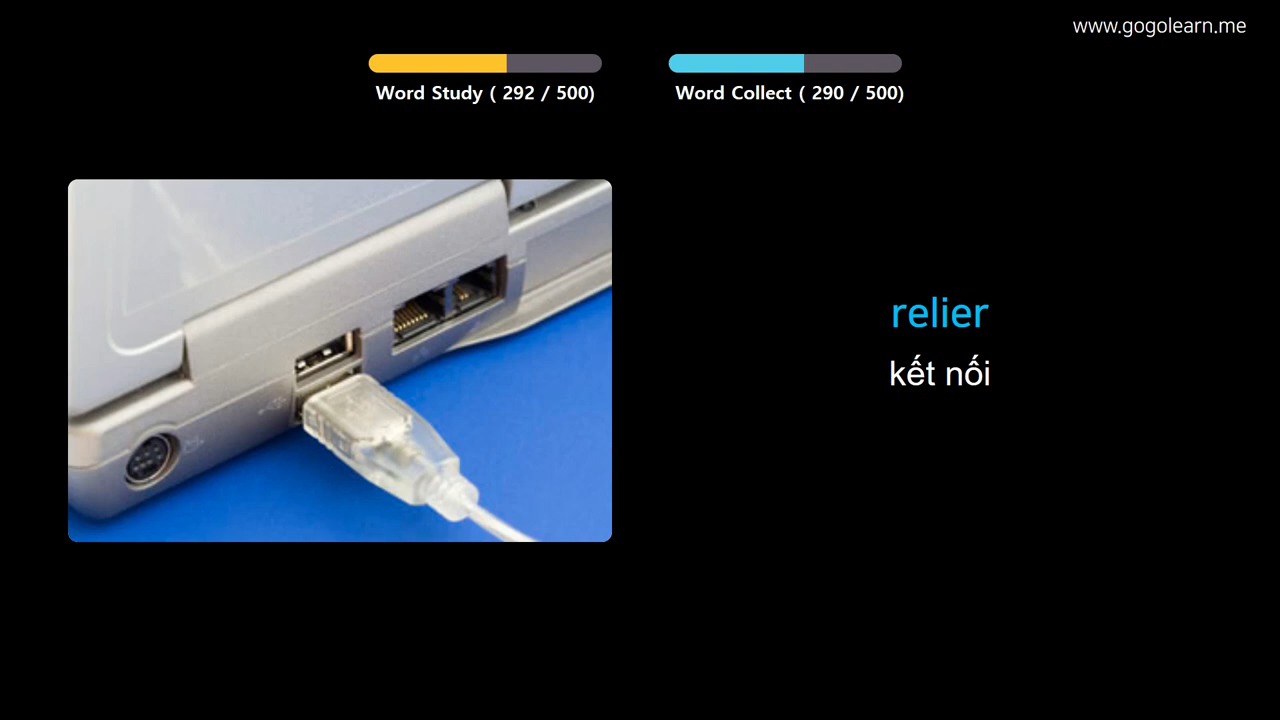 www.gogolearn.me
Word Study ( 292 / 500)
Word Collect ( 290 / 500)
relier
kết nối